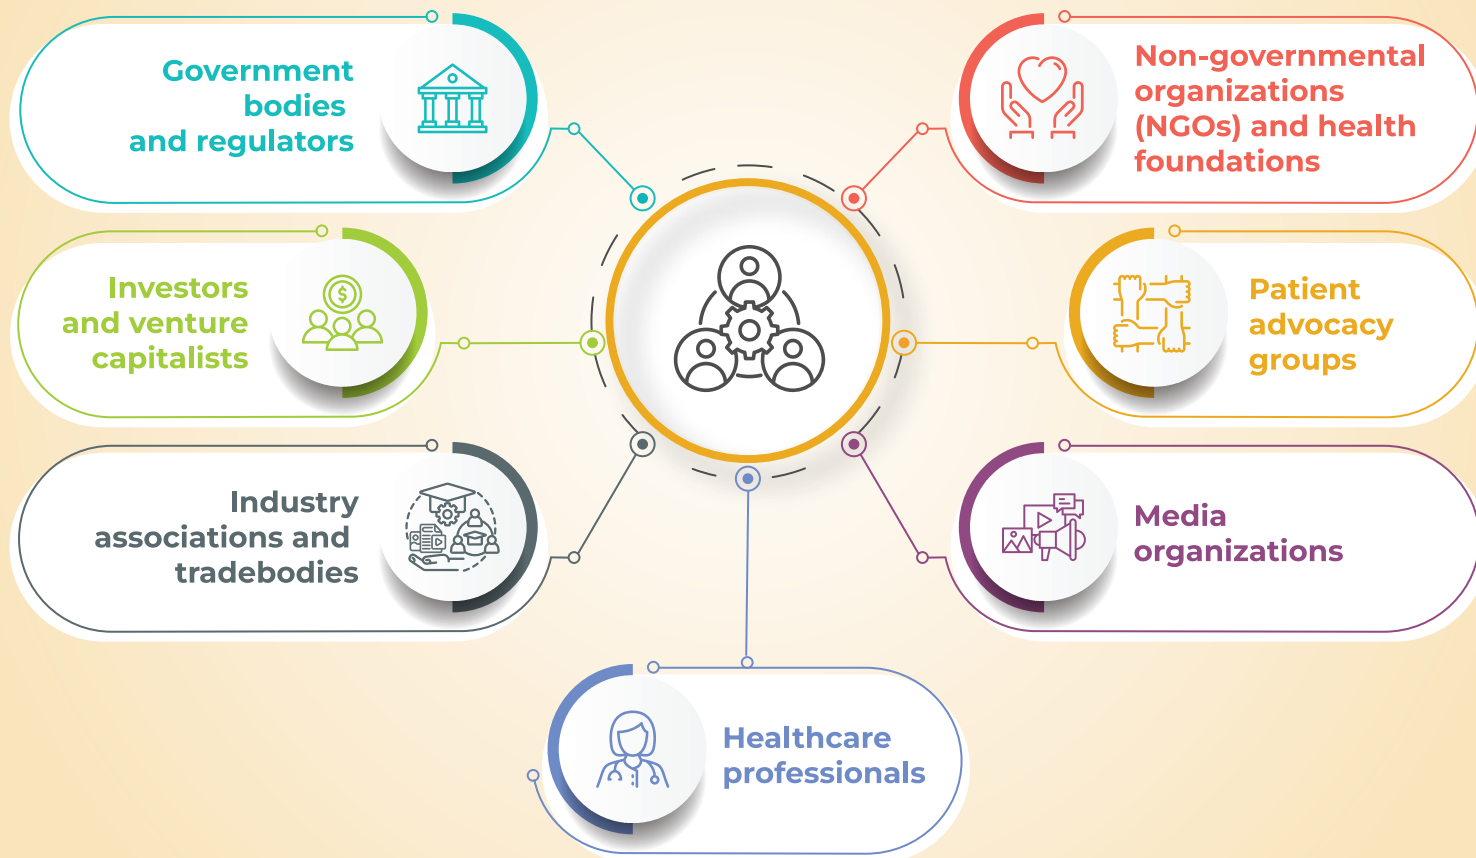 Government
bodies
and regulators
Non-governmental
organizations
(NGOs) and health
foundations
Investors
and venture
capitalists
$
Patient
advocacy
groups
Industry
associations and
tradebodies
Media
organizations
Healthcare
professionals